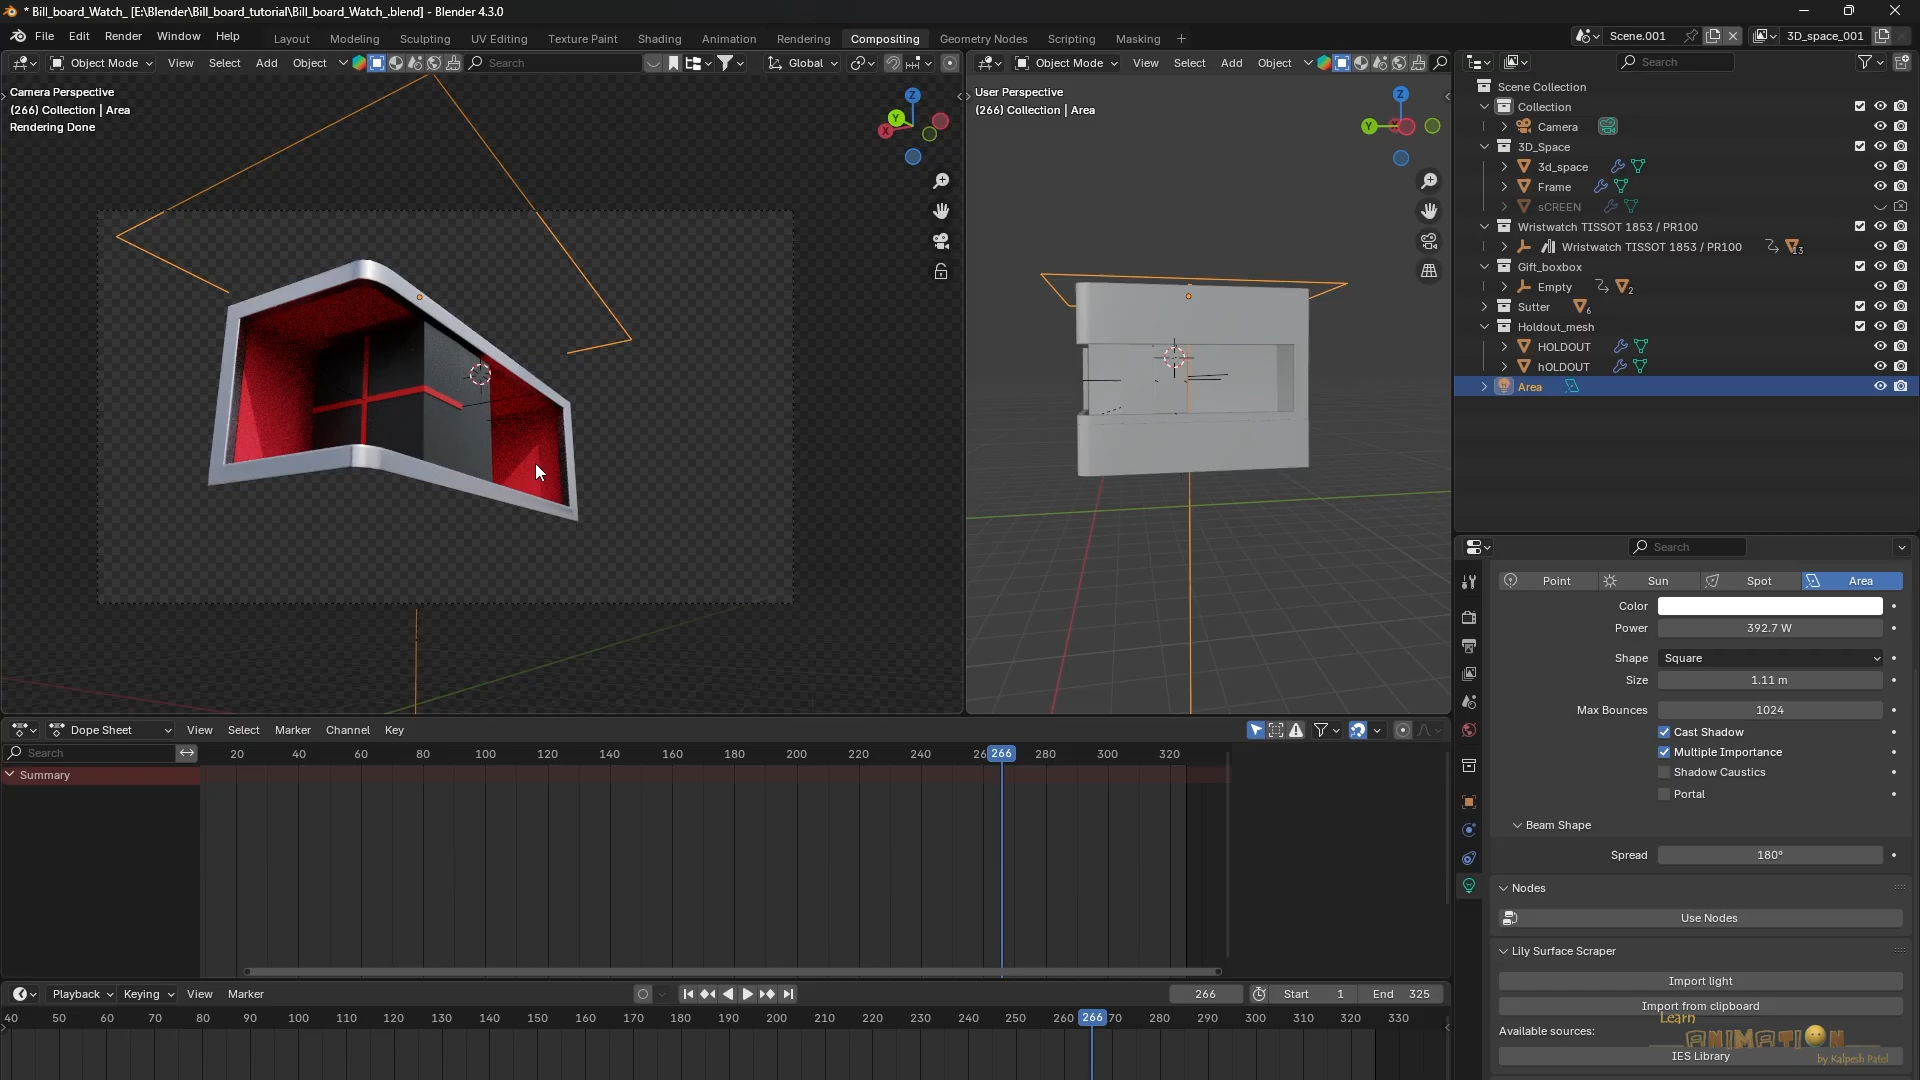 * Bill_board_Watch_ [E:\Blender\Bill_board_tutorial\Bill_board_Watch_.blend] - Blender 4.3.0
File Edit Render Window Help Layout Modeling Sculpting UV Editing Texture Paint Shading Animation Rendering Compositing Geometry Nodes Scripting Masking + Scene.001 3D_space_001
Object Mode View Select Add Object Search Global
Object Mode View Select Add Object
Search
Camera Perspective
(266) Collection | Area
Rendering Done
Z
Y
X
User Perspective
(266) Collection | Area
Z
Y
X
Scene Collection
Collection
Camera
3D_Space
3d_space
Frame
sCREEN
Wristwatch TISSOT 1853 / PR100
Wristwatch TISSOT 1853 / PR100 13
Gift_boxbox
Empty 2
Sutter 6
Holdout_mesh
HOLDOUT
hOLDOUT
Area
Search
Point Sun Spot Area
Color
Power 392.7 W
Shape Square
Size 1.11 m
Max Bounces 1024
Cast Shadow
Multiple Importance
Shadow Caustics
Portal
Beam Shape
Spread 180°
Nodes
Use Nodes
Lily Surface Scraper
Import light
Import from clipboard
Available sources:
IES Library
Learn
ANIMATION
by Kalpesh Patel
Dope Sheet View Select Marker Channel Key
Search 20 40 60 80 100 120 140 160 180 200 220 240 26 266 280 300 320
Summary
Playback Keying View Marker 266 Start 1 End 325
40 50 60 70 80 90 100 110 120 130 140 150 160 170 180 190 200 210 220 230 240 250 260 266 70 280 290 300 310 320 330